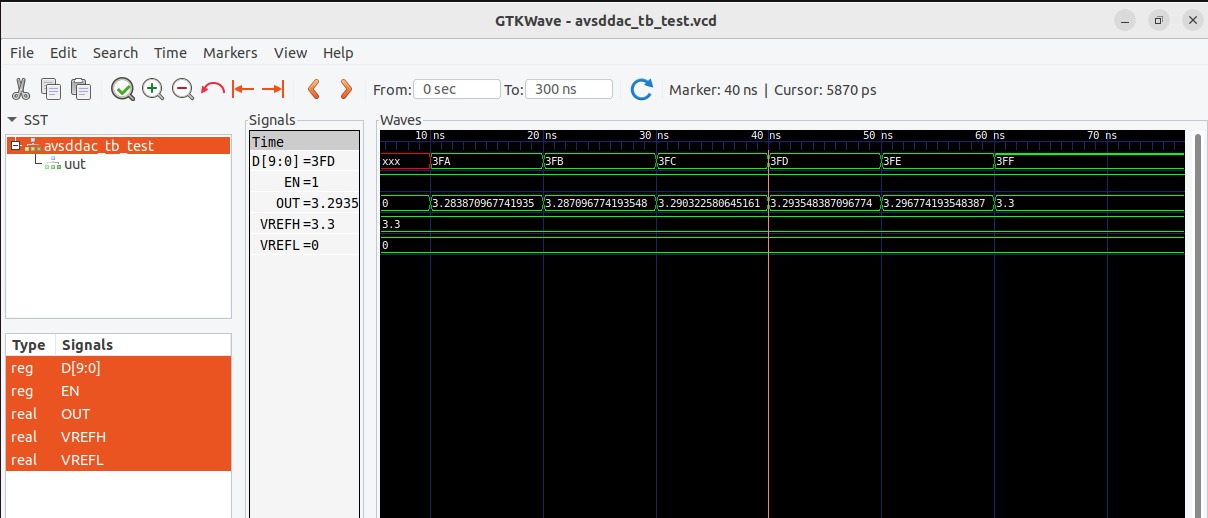 GTKWave - avsddac_tb_test.vcd
File Edit Search Time Markers View Help
From: 0 sec To: 300 ns Marker: 40 ns | Cursor: 5870 ps
SST
avsddac_tb_test
uut
Type Signals
reg D[9:0]
reg EN
real OUT
real VREFH
real VREFL
Signals
Time
D[9:0] =3FD
EN =1
OUT =3.2935
VREFH =3.3
VREFL =0
Waves
10 ns 20 ns 30 ns 40 ns 50 ns 60 ns 70 ns
xxx 3FA 3FB 3FC 3FD 3FE 3FF
0 3.283870967741935 3.287096774193548 3.290322580645161 3.293548387096774 3.296774193548387 3.3
3.3
0